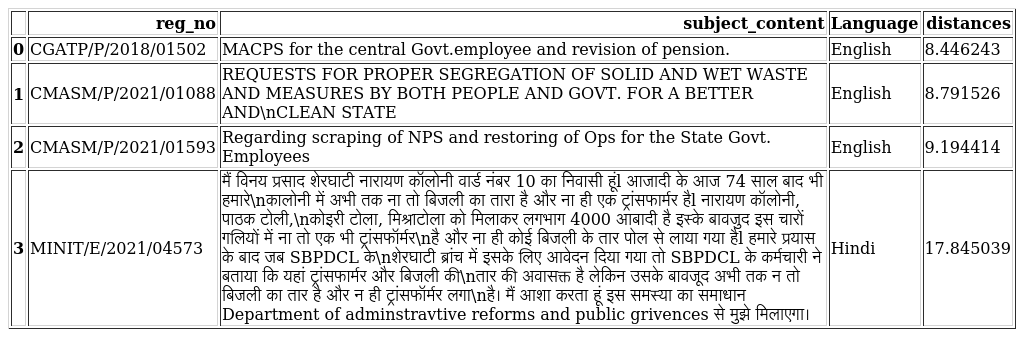 reg_no subject_content Language distances
0 CGATP/P/2018/01502 MACPS for the central Govt.employee and revision of pension. English 8.446243
REQUESTS FOR PROPER SEGREGATION OF SOLID AND WET WASTE
1 CMASM/P/2021/01088 AND MEASURES BY BOTH PEOPLE AND GOVT. FOR A BETTER English 8.791526
AND\nCLEAN STATE
2 CMASM/P/2021/01593 Regarding scraping of NPS and restoring of Ops for the State Govt. English 9.194414
Employees
मैं विनय प्रसाद शेरघाटी नारायण कॉलोनी वार्ड नंबर 10 का निवासी हूंl आजादी के आज 74 साल बाद भी
हमारे\nकालोनी में अभी तक ना तो बिजली का तारा है और ना ही एक ट्रांसफार्मर हैl नारायण कॉलोनी,
पाठक टोली,\nकोइरी टोला, मिश्राटोला को मिलाकर लगभाग 4000 आबादी है इस्के बावजुद इस चारों
गलियों में ना तो एक भी ट्रांसफॉर्मर\nहै और ना ही कोई बिजली के तार पोल से लाया गया हैl हमारे प्रयास
3 MINIT/E/2021/04573 के बाद जब SBPDCL के\nशेरघाटी ब्रांच में इसके लिए आवेदन दिया गया तो SBPDCL के कर्मचारी ने Hindi 17.845039
बताया कि यहां ट्रांसफार्मर और बिजली की\nतार की अवासक्त है लेकिन उसके बावजूद अभी तक न तो
बिजली का तार है और न ही ट्रांसफॉर्मर लगा\nहै। मैं आशा करता हूं इस समस्या का समाधान
Department of adminstravtive reforms and public grivences से मुझे मिलाएगा।